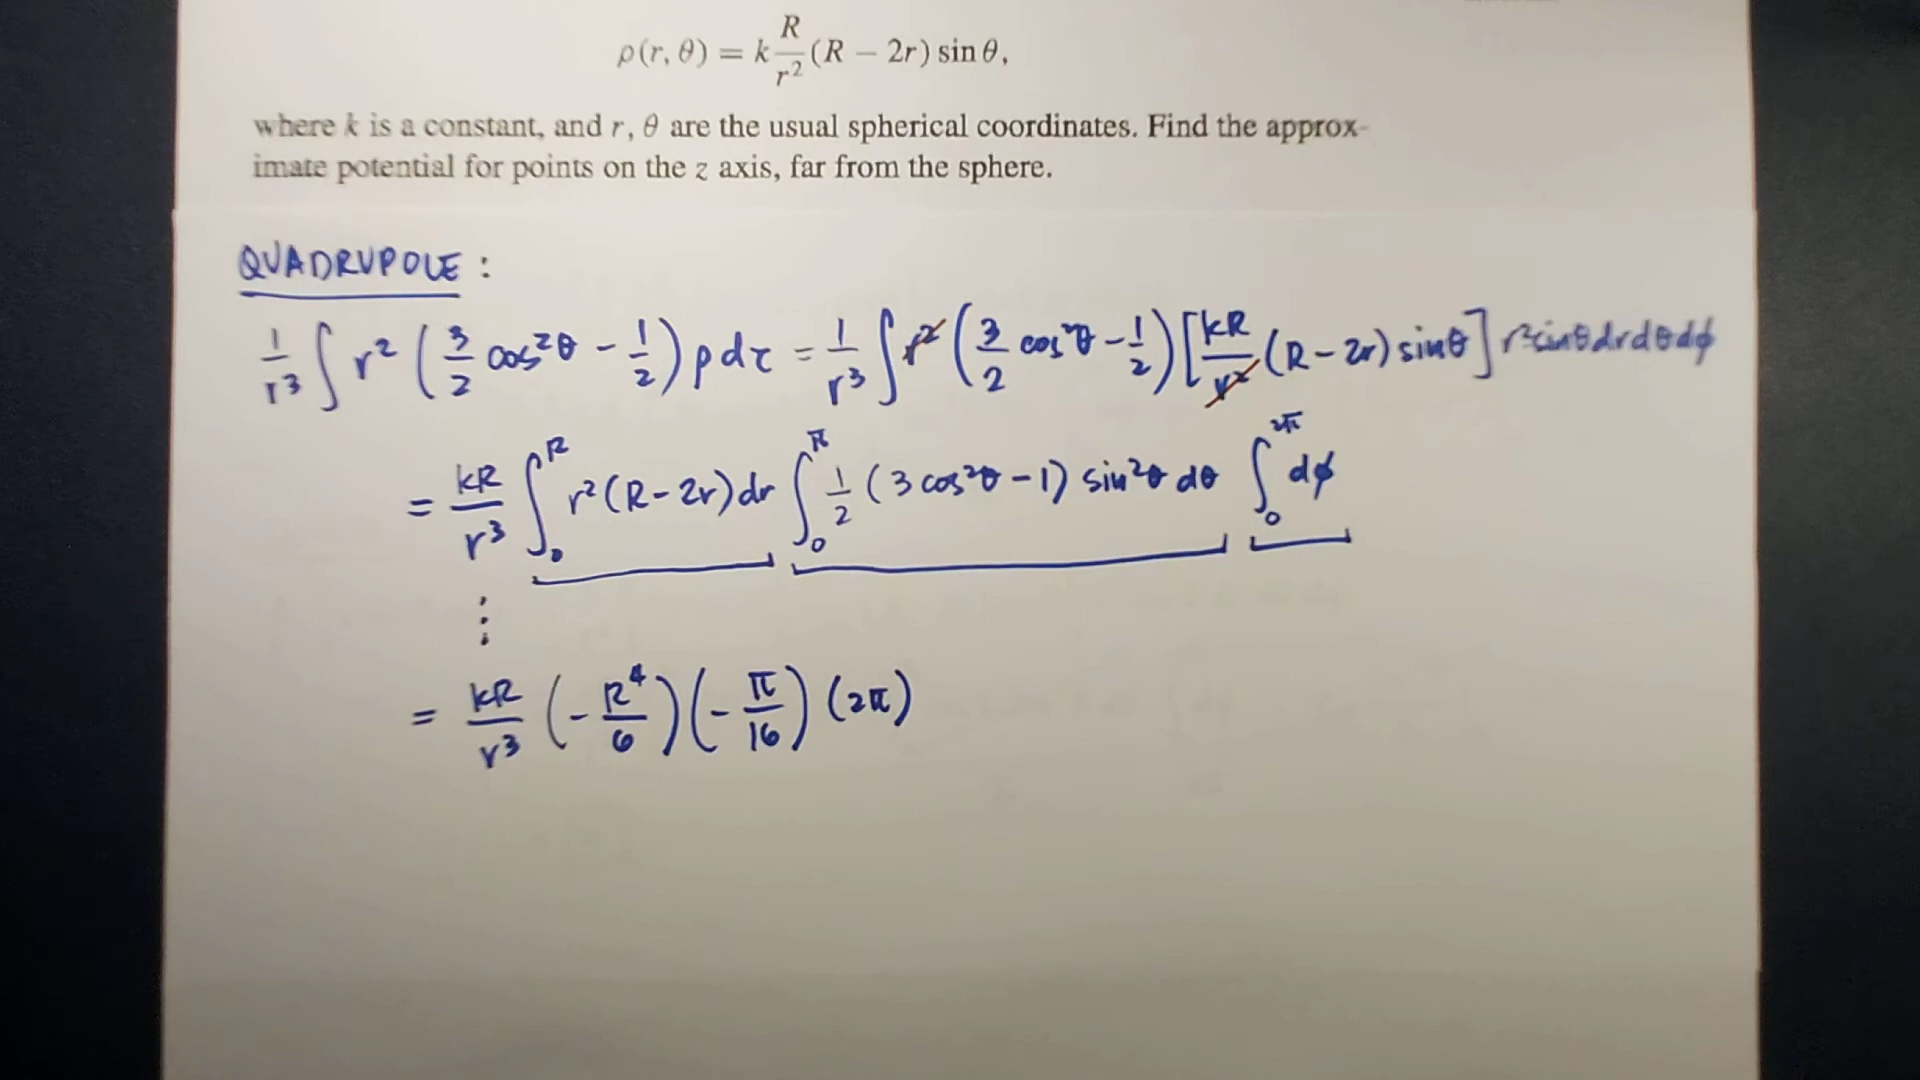 ρ(r, θ) = k R/r² (R − 2r) sin θ,
where k is a constant, and r, θ are the usual spherical coordinates. Find the approx-
imate potential for points on the z axis, far from the sphere.
QUADRUPOLE :
1/r³ ∫ r² (3/2 cos²θ − 1/2) ρ dτ = 1/r³ ∫ r² (3/2 cos²θ − 1/2) [kR/r² (R − 2r) sinθ] r² sinθ dr dθ dϕ
= kR/r³ ∫₀ᴿ r² (R − 2r) dr ∫₀^π 1/2 (3 cos²θ − 1) sin²θ dθ ∫₀^2π dϕ
⋮
= kR/r³ (− R⁴/6) (− π/16) (2π)